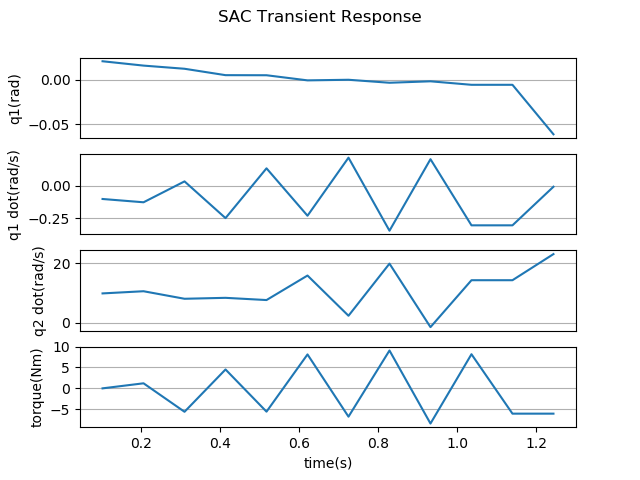 SAC Transient Response
q1(rad)
0.00
−0.05
q1 dot(rad/s)
0.00
−0.25
q2 dot(rad/s)
20
0
torque(Nm)
10
5
0
−5
0.2 0.4 0.6 0.8 1.0 1.2
time(s)